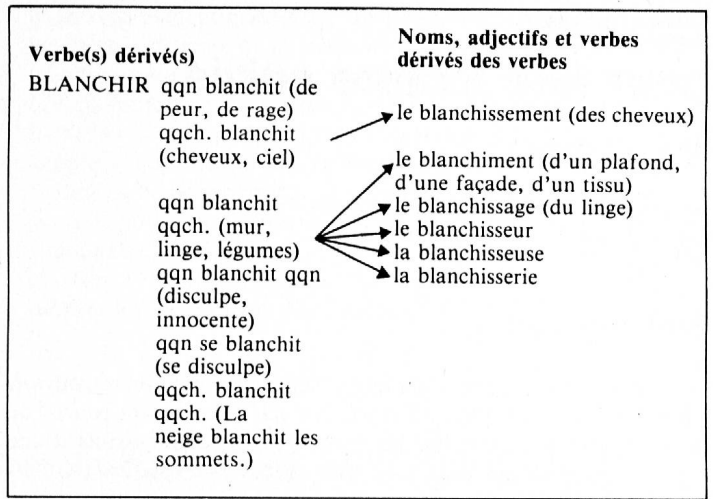 Verbe(s) dérivé(s)
BLANCHIR qqn blanchit (de
peur, de rage)
qqch. blanchit
(cheveux, ciel)
qqn blanchit
qqch. (mur,
linge, légumes)
qqn blanchit qqn
(disculpe,
innocente)
qqn se blanchit
(se disculpe)
qqch. blanchit
qqch. (La
neige blanchit les
sommets.)
Noms, adjectifs et verbes
dérivés des verbes
le blanchissement (des cheveux)
le blanchiment (d'un plafond,
d'une façade, d'un tissu)
le blanchissage (du linge)
le blanchisseur
la blanchisseuse
la blanchisserie